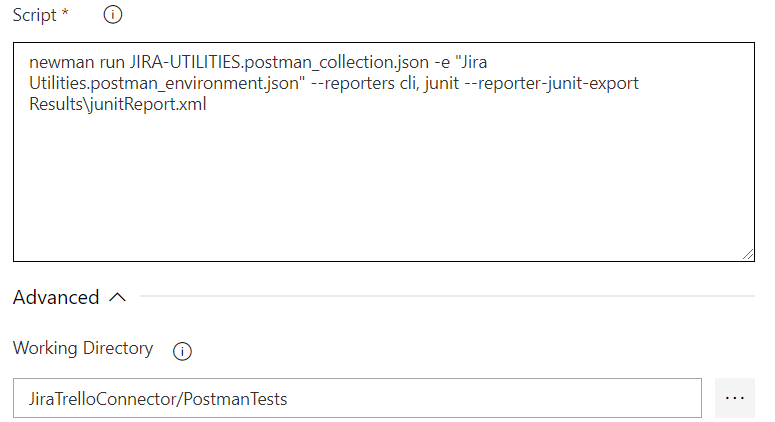 Script *
newman run JIRA-UTILITIES.postman_collection.json -e "Jira
Utilities.postman_environment.json" --reporters cli, junit --reporter-junit-export
Results\junitReport.xml
Advanced
Working Directory
JiraTrelloConnector/PostmanTests
...